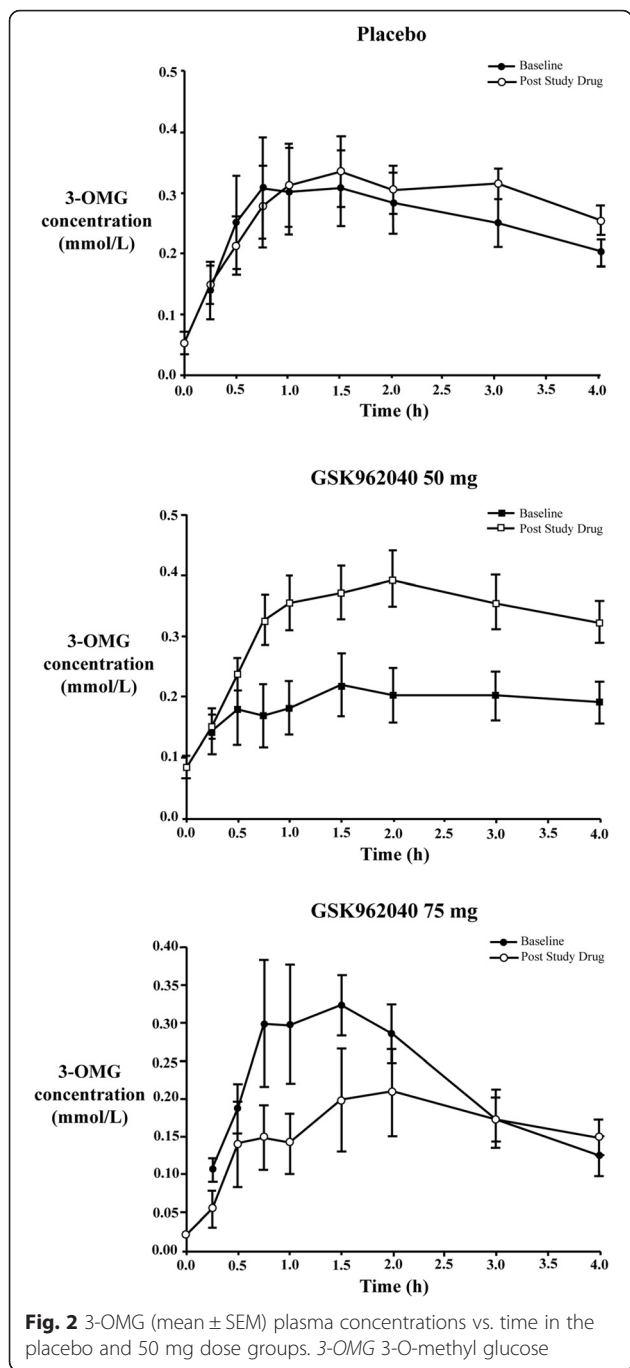 Placebo
Baseline
Post Study Drug
0.5
0.4
0.3
0.2
0.1
0.0
3-OMG
concentration
(mmol/L)
0.0 0.5 1.0 1.5 2.0 2.5 3.0 3.5 4.0
Time (h)
GSK962040 50 mg
Baseline
Post Study Drug
0.5
0.4
0.3
0.2
0.1
0.0
3-OMG
concentration
(mmol/L)
0.0 0.5 1.0 1.5 2.0 2.5 3.0 3.5 4.0
Time (h)
GSK962040 75 mg
Baseline
Post Study Drug
0.40
0.35
0.30
0.25
0.20
0.15
0.10
0.05
0.00
3-OMG
concentration
(mmol/L)
0.0 0.5 1.0 1.5 2.0 2.5 3.0 3.5 4.0
Time (h)
Fig. 2 3-OMG (mean ± SEM) plasma concentrations vs. time in the
placebo and 50 mg dose groups. 3-OMG 3-O-methyl glucose